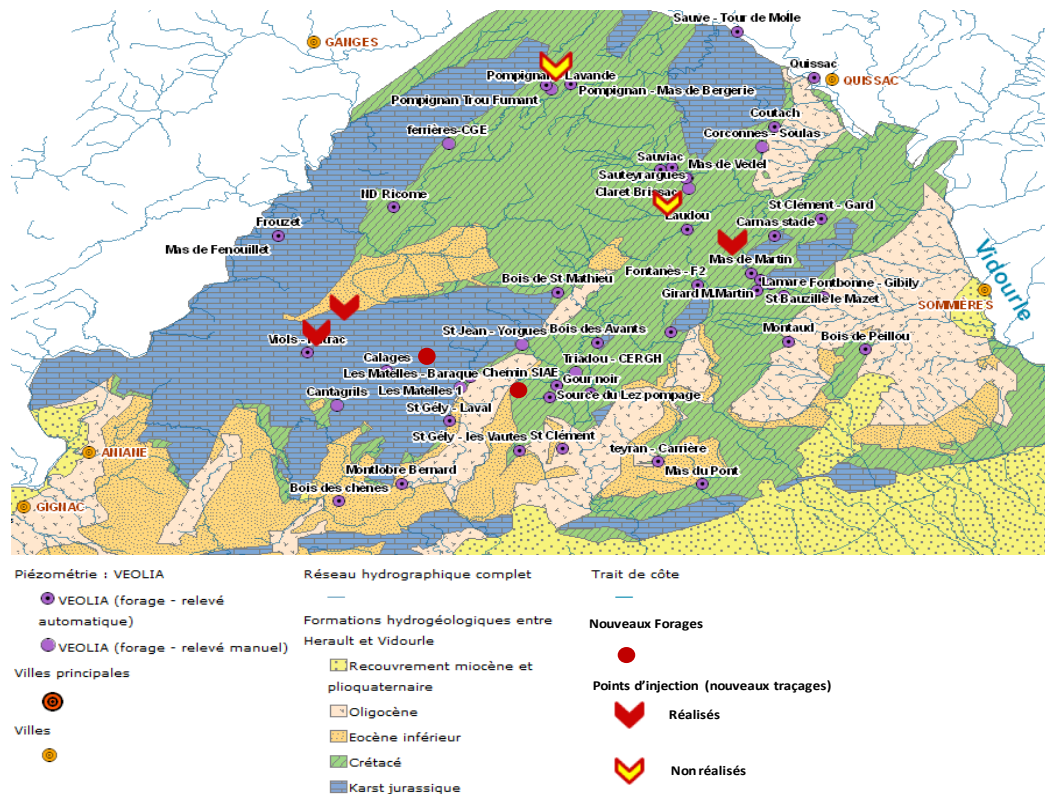 Sauve - Tour de Molle
GANGES
Quissac
QUISSAC
Pompignan - Lavande
Pompignan - Mas de Bergerie
Pompignan Trou Fumant
Coutach
ferrières-CGE
Corconnes - Soulas
Sauviac
Mas de Vedel
Sauteyrargues
Claret Brissac
ND Ricome
St Clément - Gard
Frouzet
Laudou
Carnas stade
Mas de Fenouillet
Vidourle
Mas de Martin
Fontanès - F2
Bois de St Mathieu
Lamare
Fontbonne - Gibily
Girard M.Martin
St Bauzille le Mazet
SOMMIÈRES
St Jean - Yorgues
Bois des Avants
Montaud
Viols -
Bois de Peillou
Calages
Triadou - CERGH
Les Matelles - Baraque
Chemin SIAE
Gour noir
Cantagrils
Les Matelles 1
Source du Lez pompage
St Gély - Laval
St Gély - les Vautes
St Clément
ANIANE
teyran - Carrière
Montlobre Bernard
Mas du Pont
Bois des chênes
GIGNAC
Piézométrie : VEOLIA
VEOLIA (forage - relevé
automatique)
VEOLIA (forage - relevé manuel)
Villes principales
Villes
Réseau hydrographique complet
Formations hydrogéologiques entre
Herault et Vidourle
Recouvrement miocène et
plioquaternaire
Oligocène
Eocène inférieur
Crétacé
Karst jurassique
Trait de côte
Nouveaux Forages
Points d'injection (nouveaux traçages)
Réalisés
Non réalisés